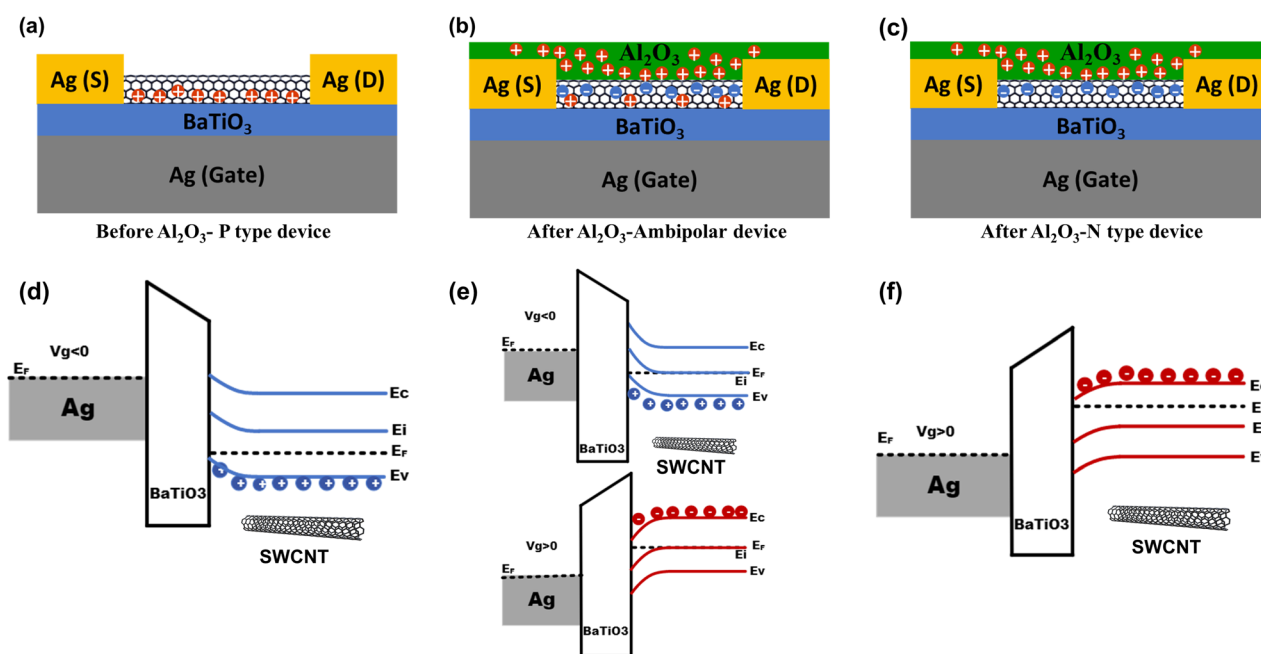 (a)
Ag (S)
Ag (D)
BaTiO₃
Ag (Gate)
Before Al₂O₃- P type device
(b)
Al₂O₃
Ag (S)
Ag (D)
BaTiO₃
Ag (Gate)
After Al₂O₃-Ambipolar device
(c)
Al₂O₃
Ag (S)
Ag (D)
BaTiO₃
Ag (Gate)
After Al₂O₃-N type device
(d)
Vg<0
EF
Ag
BaTiO3
Ec
Ei
EF
Ev
SWCNT
(e)
Vg<0
EF
Ag
BaTiO3
Ec
EF
Ei
Ev
SWCNT
Vg>0
EF
Ag
BaTiO3
Ec
EF
Ei
Ev
(f)
Vg>0
EF
Ag
BaTiO3
SWCNT